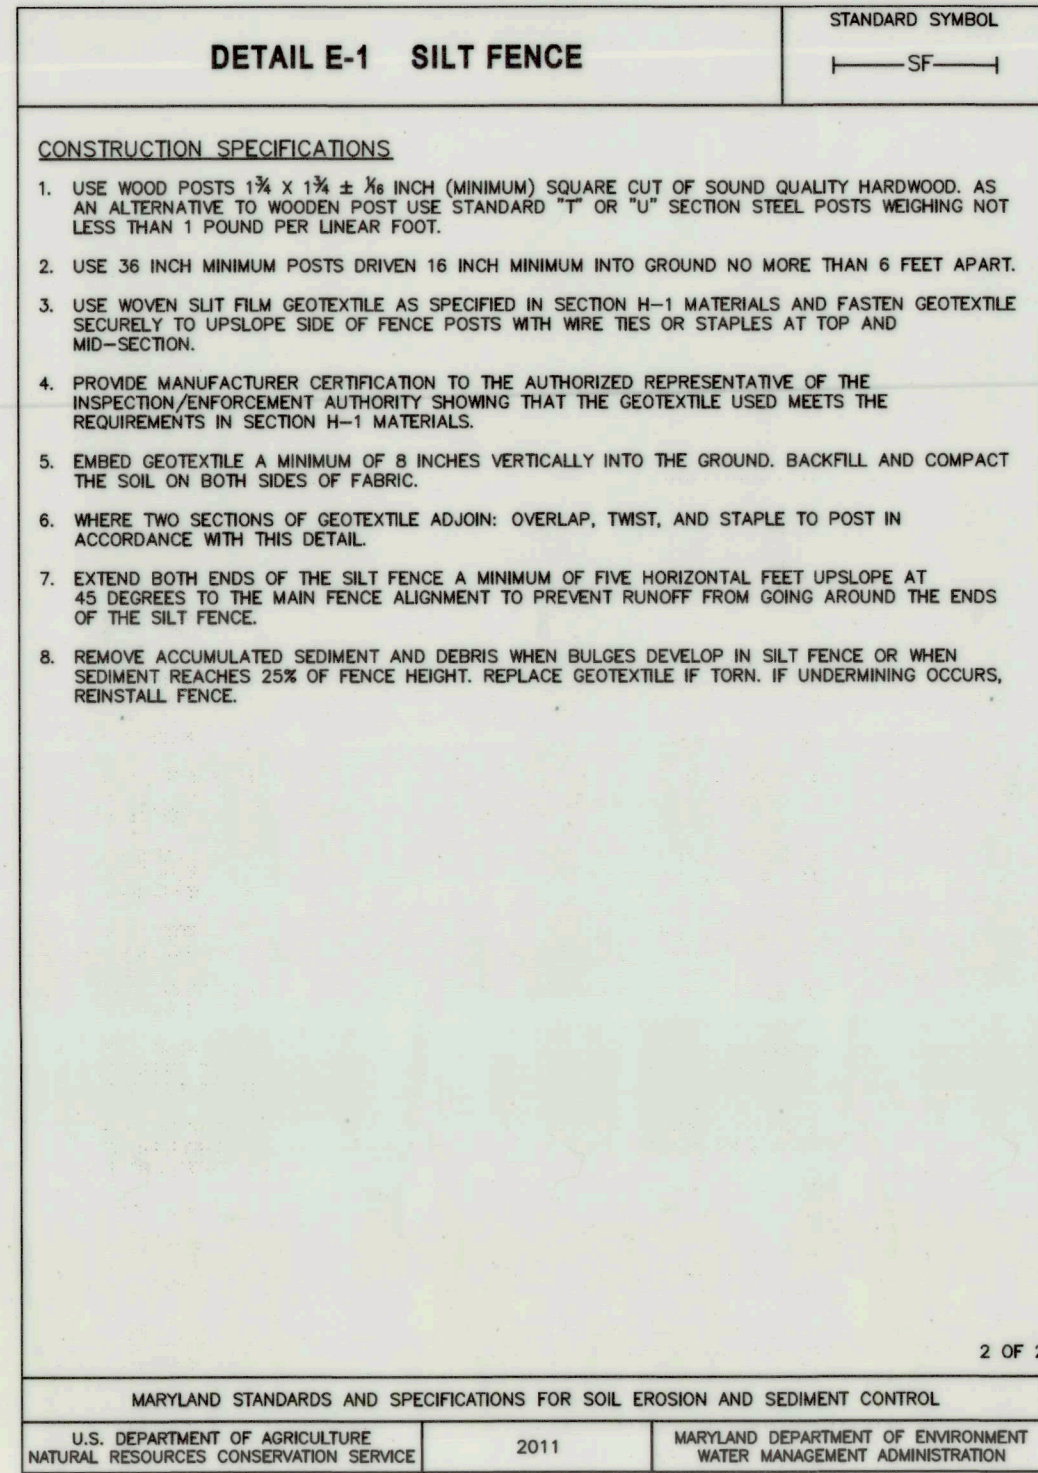 DETAIL E-1 SILT FENCE
STANDARD SYMBOL
SF
CONSTRUCTION SPECIFICATIONS
1. USE WOOD POSTS 1¾ X 1¾ ± 1/16 INCH (MINIMUM) SQUARE CUT OF SOUND QUALITY HARDWOOD. AS
AN ALTERNATIVE TO WOODEN POST USE STANDARD "T" OR "U" SECTION STEEL POSTS WEIGHING NOT
LESS THAN 1 POUND PER LINEAR FOOT.
2. USE 36 INCH MINIMUM POSTS DRIVEN 16 INCH MINIMUM INTO GROUND NO MORE THAN 6 FEET APART.
3. USE WOVEN SLIT FILM GEOTEXTILE AS SPECIFIED IN SECTION H-1 MATERIALS AND FASTEN GEOTEXTILE
SECURELY TO UPSLOPE SIDE OF FENCE POSTS WITH WIRE TIES OR STAPLES AT TOP AND
MID-SECTION.
4. PROVIDE MANUFACTURER CERTIFICATION TO THE AUTHORIZED REPRESENTATIVE OF THE
INSPECTION/ENFORCEMENT AUTHORITY SHOWING THAT THE GEOTEXTILE USED MEETS THE
REQUIREMENTS IN SECTION H-1 MATERIALS.
5. EMBED GEOTEXTILE A MINIMUM OF 8 INCHES VERTICALLY INTO THE GROUND. BACKFILL AND COMPACT
THE SOIL ON BOTH SIDES OF FABRIC.
6. WHERE TWO SECTIONS OF GEOTEXTILE ADJOIN: OVERLAP, TWIST, AND STAPLE TO POST IN
ACCORDANCE WITH THIS DETAIL.
7. EXTEND BOTH ENDS OF THE SILT FENCE A MINIMUM OF FIVE HORIZONTAL FEET UPSLOPE AT
45 DEGREES TO THE MAIN FENCE ALIGNMENT TO PREVENT RUNOFF FROM GOING AROUND THE ENDS
OF THE SILT FENCE.
8. REMOVE ACCUMULATED SEDIMENT AND DEBRIS WHEN BULGES DEVELOP IN SILT FENCE OR WHEN
SEDIMENT REACHES 25% OF FENCE HEIGHT. REPLACE GEOTEXTILE IF TORN. IF UNDERMINING OCCURS,
REINSTALL FENCE.
2 OF
MARYLAND STANDARDS AND SPECIFICATIONS FOR SOIL EROSION AND SEDIMENT CONTROL
U.S. DEPARTMENT OF AGRICULTURE
NATURAL RESOURCES CONSERVATION SERVICE
2011
MARYLAND DEPARTMENT OF ENVIRONMENT
WATER MANAGEMENT ADMINISTRATION